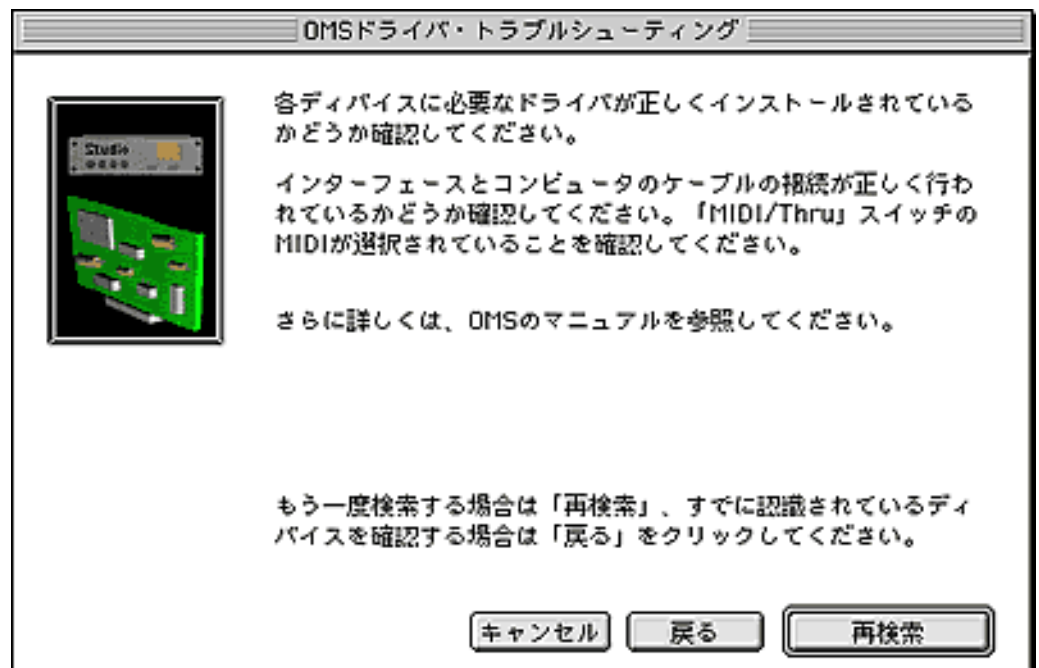 OMSドライバ・トラブルシューティング
各ディバイスに必要なドライバが正しくインストールされている
かどうか確認してください。
インターフェースとコンピュータのケーブルの接続が正しく行わ
れているかどうか確認してください。「MIDI/Thru」スイッチの
MIDIが選択されていることを確認してください。
Studio
さらに詳しくは、OMSのマニュアルを参照してください。
もう一度検索する場合は「再検索」、すでに認識されているディ
バイスを確認する場合は「戻る」をクリックしてください。
キャンセル
戻る
再検索